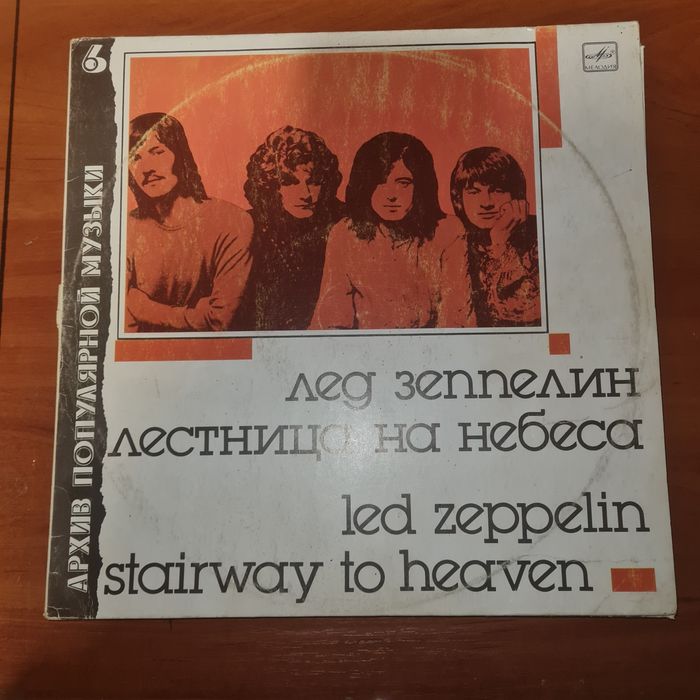 6
АРХИВ ПОПУЛЯРНОЙ МУЗЫКИ
МЕЛОДИЯ
лед зеппелин
лестница на небеса
led zeppelin
stairway to heaven